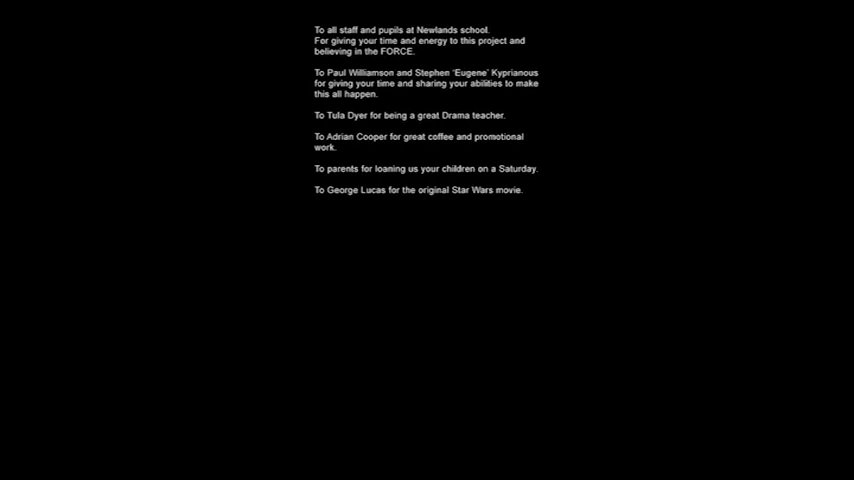 To all staff and pupils at Newlands school.
For giving your time and energy to this project and
believing in the FORCE.
To Paul Williamson and Stephen 'Eugene' Kyprianous
for giving your time and sharing your abilities to make
this all happen.
To Tula Dyer for being a great Drama teacher.
To Adrian Cooper for great coffee and promotional
work.
To parents for loaning us your children on a Saturday.
To George Lucas for the original Star Wars movie.